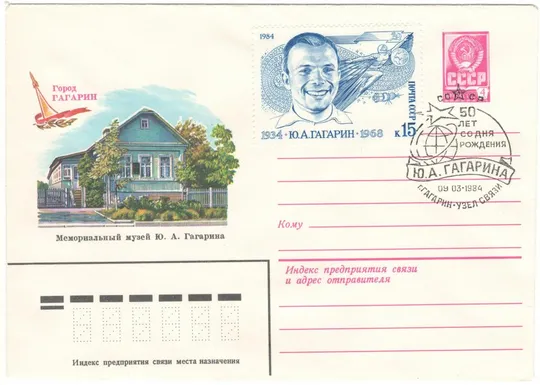 Город
ГАГАРИН
Мемориальный музей Ю. А. Гагарина
1984
ПОЧТА СССР
1934 · Ю.А.ГАГАРИН · 1968
к15
СССР
50
ЛЕТ
СО ДНЯ
РОЖДЕНИЯ
Ю.А. ГАГАРИНА
09·03·1984
Г.ГАГАРИН·УЗЕЛ СВЯЗИ
Кому
Индекс предприятия связи
и адрес отправителя
Индекс предприятия связи места назначения